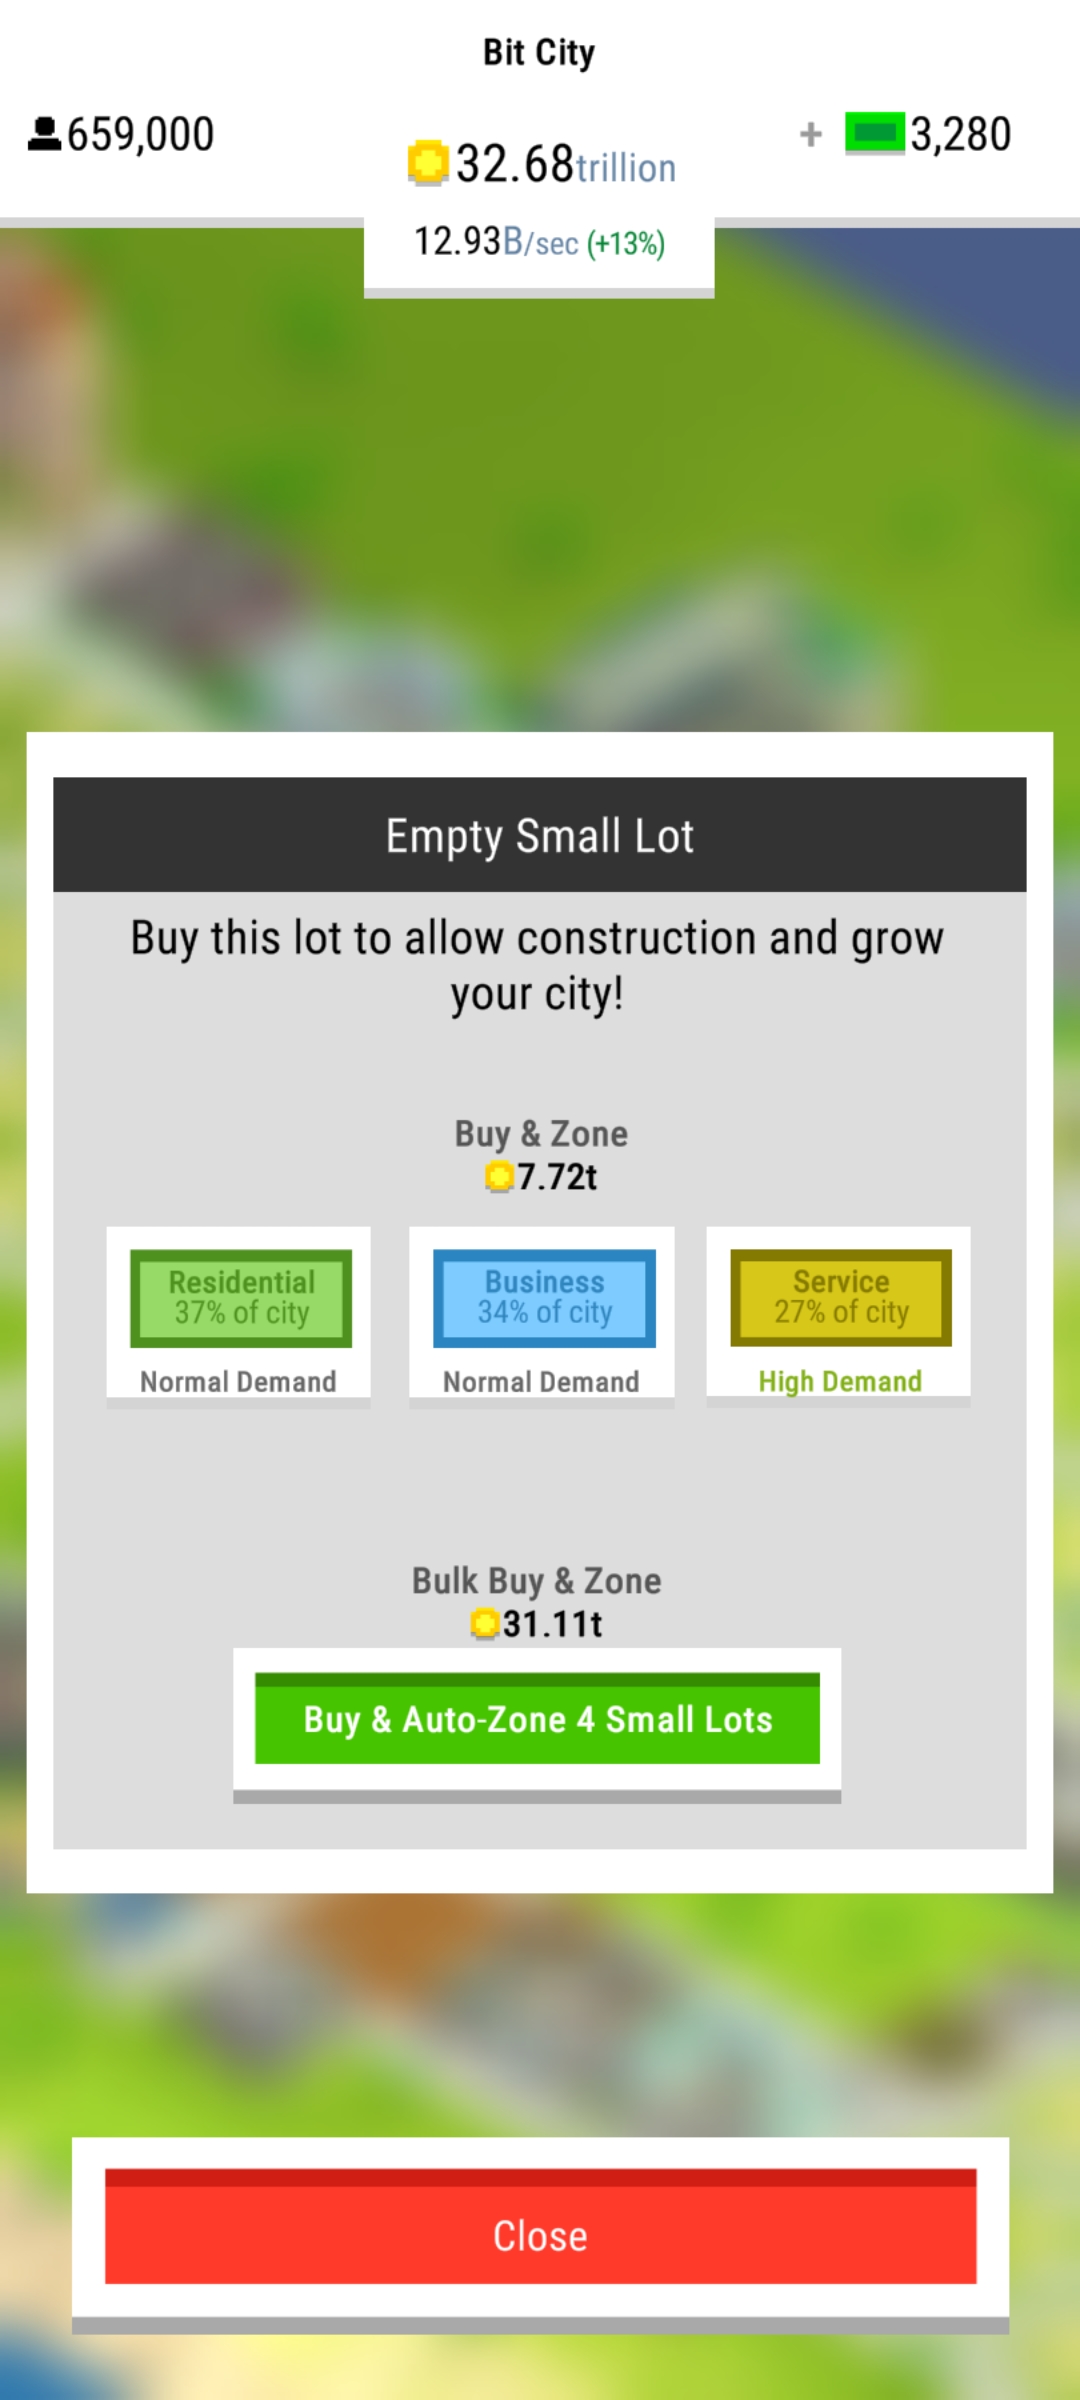 Bit City
659,000
+ 3,280
32.68trillion
12.93B/sec (+13%)
Empty Small Lot
Buy this lot to allow construction and grow
your city!
Buy & Zone
7.72t
Residential
37% of city
Normal Demand
Business
34% of city
Normal Demand
Service
27% of city
High Demand
Bulk Buy & Zone
31.11t
Buy & Auto-Zone 4 Small Lots
Close